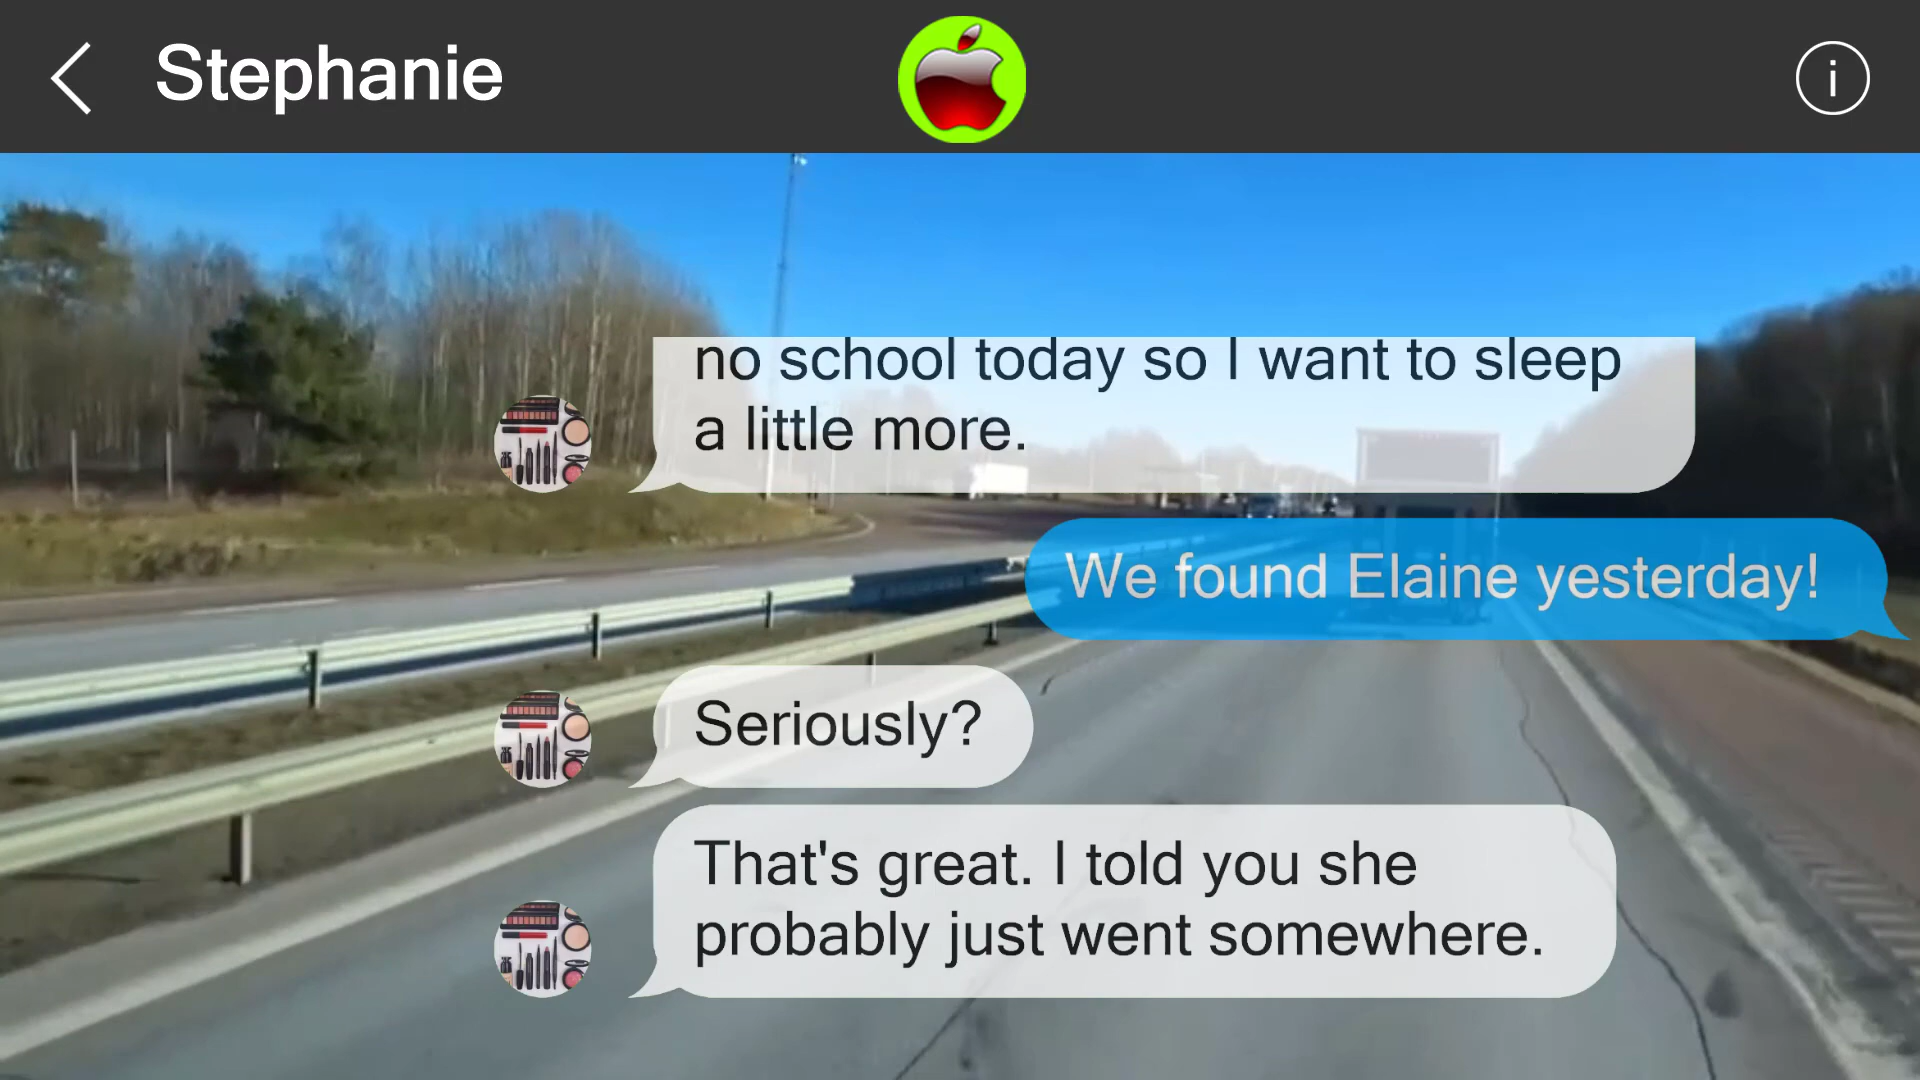 Stephanie
no school today so I want to sleep
a little more.
We found Elaine yesterday!
Seriously?
That's great. I told you she
probably just went somewhere.